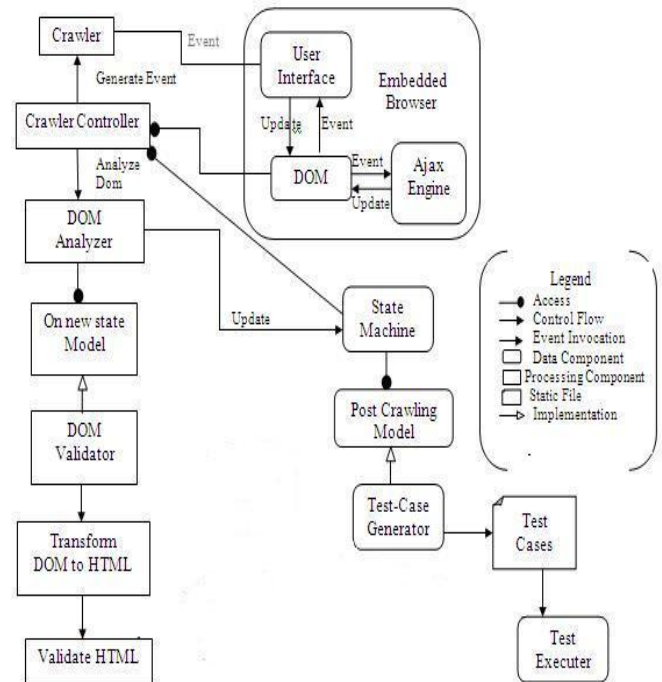 Crawler
Event
User
Interface
Embedded
Browser
Generate Event
Crawler Controller
Update
Event
Analyze
Dom
DOM
Event
Update
Ajax
Engine
DOM
Analyzer
Update
State
Machine
On new state
Model
Post Crawling
Model
DOM
Validator
Test-Case
Generator
Test
Cases
Transform
DOM to HTML
Validate HTML
Test
Executer
Legend
Access
Control Flow
Event Invocation
Data Component
Processing Component
Static File
Implementation